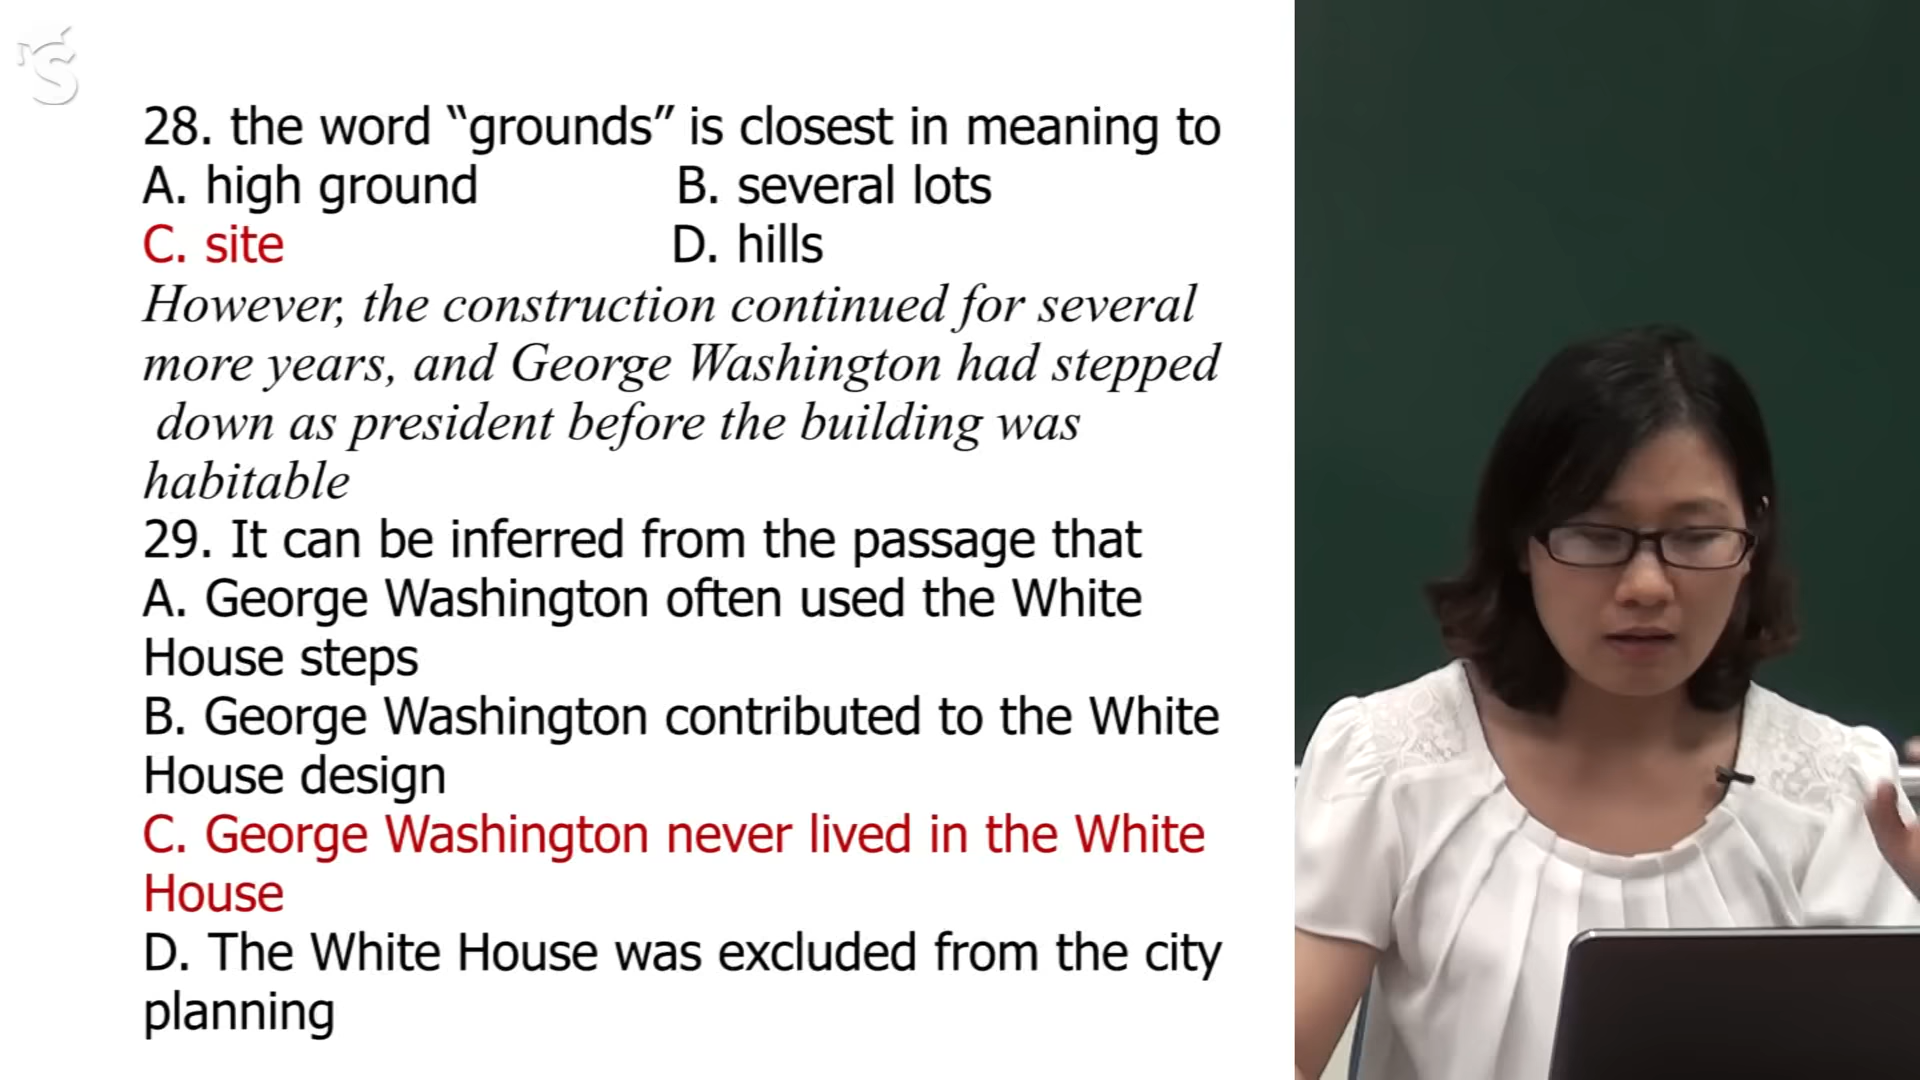 S
28. the word “grounds” is closest in meaning to
A. high ground B. several lots
C. site D. hills
However, the construction continued for several
more years, and George Washington had stepped
down as president before the building was
habitable
29. It can be inferred from the passage that
A. George Washington often used the White
House steps
B. George Washington contributed to the White
House design
C. George Washington never lived in the White
House
D. The White House was excluded from the city
planning